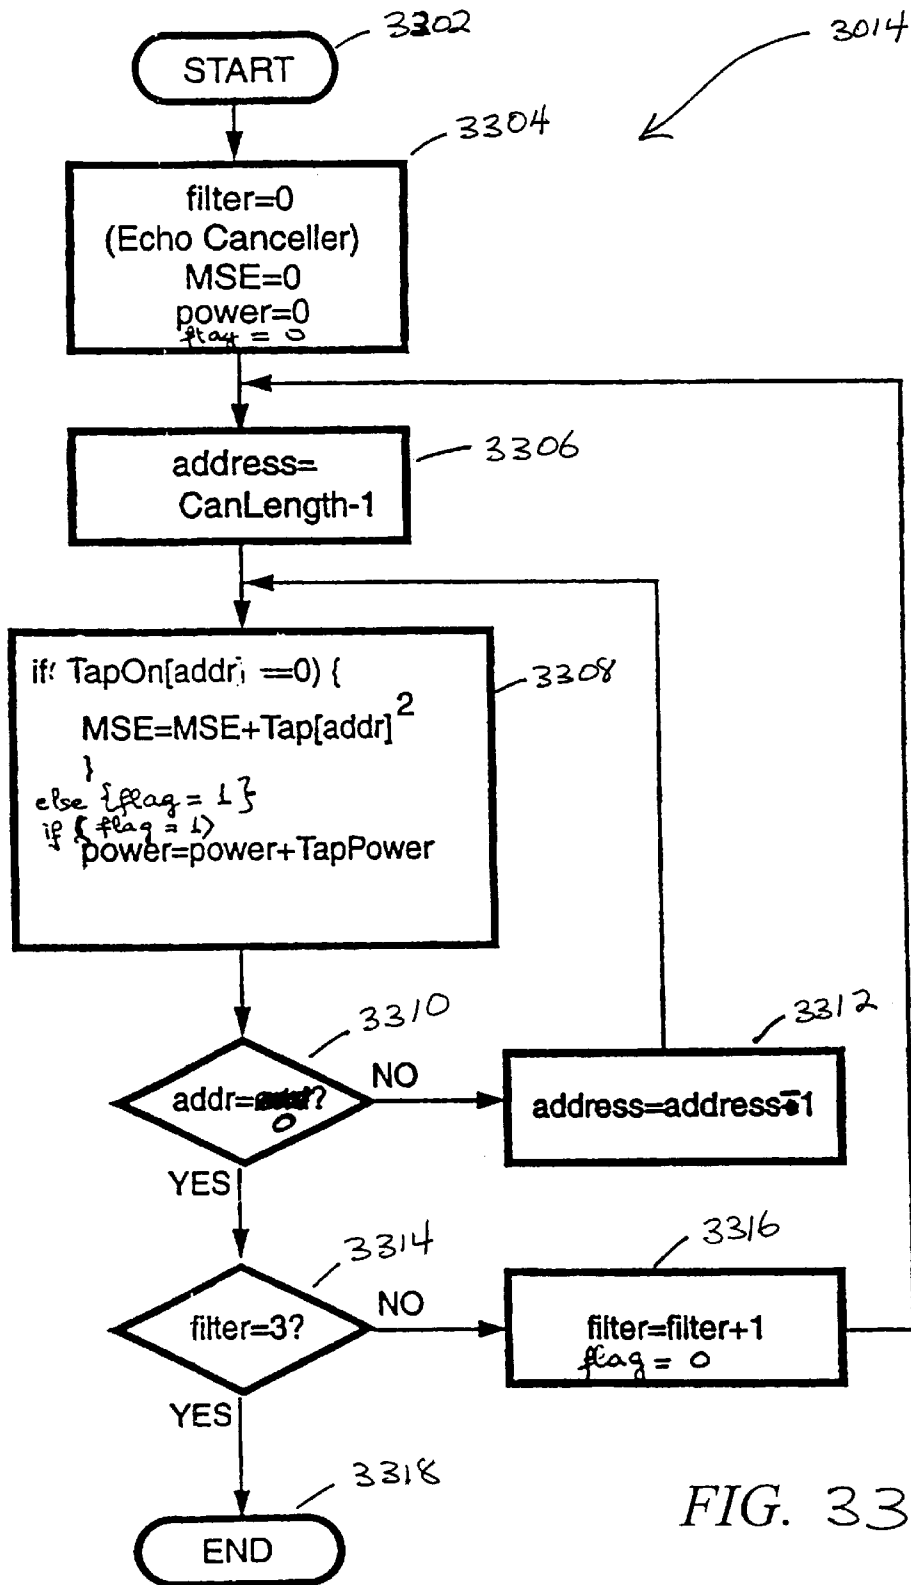 3302
START
3014
3304
filter=0
(Echo Canceller)
MSE=0
power=0
flag = 0
address=
CanLength-1
3306
if TapOn[addr] ==0) {
MSE=MSE+Tap[addr]2
}
else {flag = 1}
if (flag = 1)
power=power+TapPower
3308
3310
addr= ?
0
NO
3312
address=address-1
YES
3314
filter=3?
NO
3316
filter=filter+1
flag = 0
YES
3318
END
FIG. 33